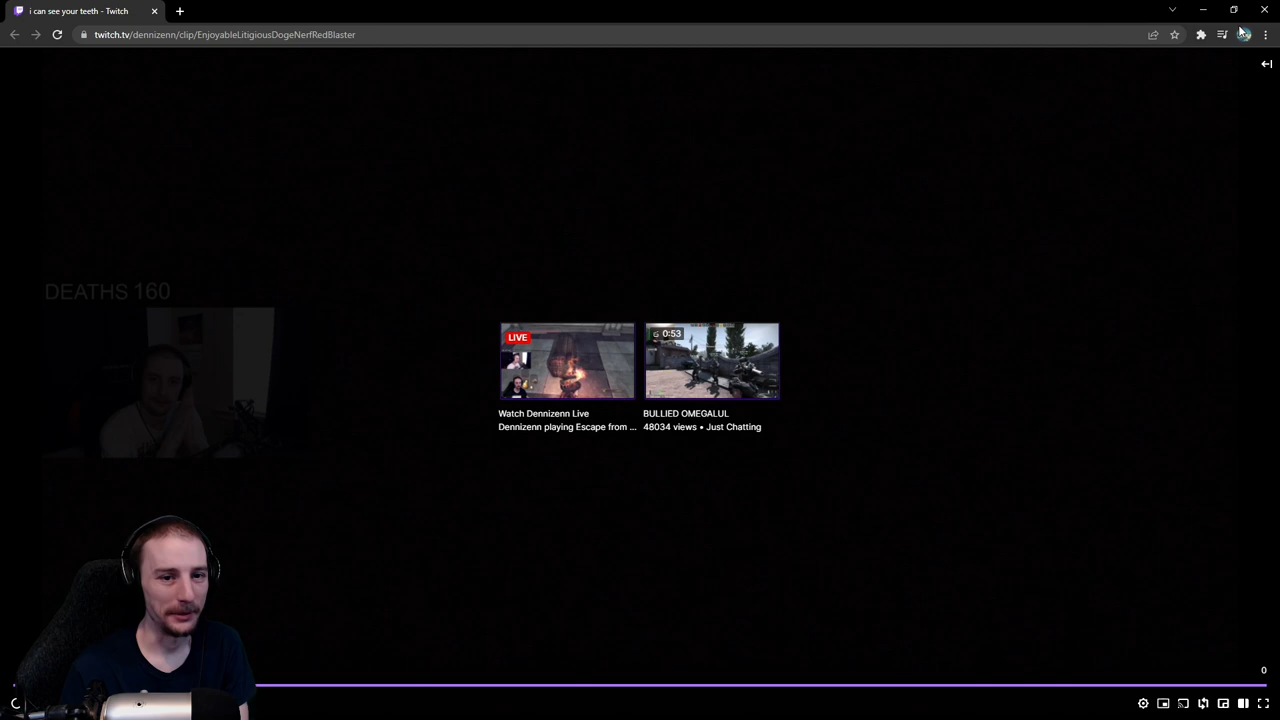 i can see your teeth - Twitch
twitch.tv/dennizenn/clip/EnjoyableLitigiousDogeNerfRedBlaster
DEATHS 160
LIVE
0:53
Watch Dennizenn Live
Dennizenn playing Escape from ...
BULLIED OMEGALUL
48034 views • Just Chatting
0